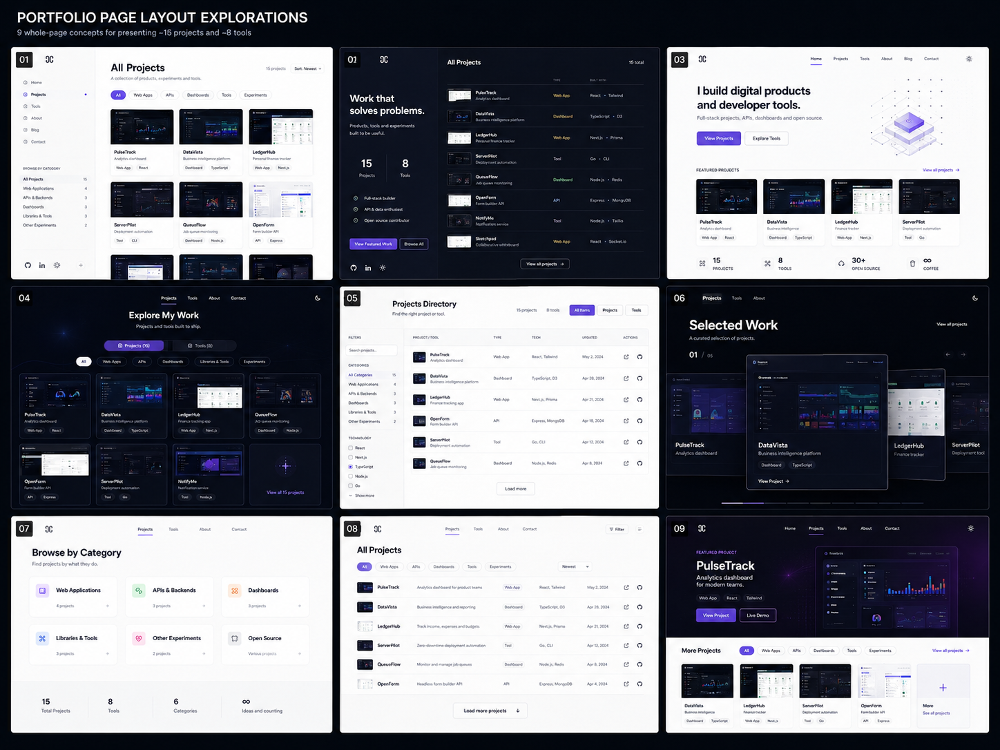 PORTFOLIO PAGE LAYOUT EXPLORATIONS
9 whole-page concepts for presenting ~16 projects and ~8 tools
01
Home
Projects
Tools
About
Blog
Contact
BROWSE BY CATEGORY
All Projects 15
Web Applications 4
APIs & Backends 3
Dashboards 3
Libraries & Tools 3
Other Experiments 2
in
All Projects
A collection of products, experiments and tools.
15 projects Sort: Newest
All Web Apps APIs Dashboards Tools Experiments
PulseTrack DataVista LedgerHub
Analytics dashboard Business intelligence platform Personal finance tracker
Web App React Dashboard TypeScript Web App Next.js
ServerPilot QueueFlow OpenForm
Deployment automation Job queue monitoring Form builder API
Tool CLI Dashboard Node.js API Express
02
Work that
solves problems.
Products, tools and experiments
built to be useful.
15 8
Projects Tools
Full-stack builder
API & data enthusiast
Open source contributor
View Featured Work Browse All
in
All Projects 15 total
TYPE BUILT WITH
PulseTrack Web App React • Tailwind
Analytics dashboard
DataVista Dashboard TypeScript • D3
Business intelligence platform
LedgerHub Web App Next.js • Prisma
Personal finance tracker
ServerPilot Tool Go • CLI
Deployment automation
QueueFlow Dashboard Node.js • Redis
Job queue monitoring
OpenForm API Express • MongoDB
Form builder API
NotifyMe Tool Node.js • Twilio
Notification service
Sketchpad Web App React • Socket.io
Collaborative whiteboard
View all projects →
03
Home Projects Tools About Blog Contact
I build digital products
and developer tools.
Full-stack projects, APIs, dashboards and open source.
View Projects Explore Tools
FEATURED PROJECTS View all projects →
PulseTrack DataVista LedgerHub ServerPilot
Analytics dashboard Business intelligence Finance tracker Deployment automation
Web App React Dashboard TypeScript Web App Next.js Tool Go
15 8 30+ ∞
PROJECTS TOOLS OPEN SOURCE COFFEE
04
Projects Tools About Contact
Explore My Work
Projects and tools built to ship.
Projects (15) Tools (8)
All Web Apps APIs Dashboards Libraries & Tools Experiments
PulseTrack DataVista LedgerHub QueueFlow
Analytics dashboard Business intelligence platform Finance tracking app Job queue monitoring
Web App React Dashboard TypeScript Web App Next.js Dashboard Node.js
OpenForm ServerPilot NotifyMe
Form builder API Deployment automation Notification service
API Express Tool Go Tool Node.js
View all 15 projects
05
Projects Directory
Find the right project or tool.
15 projects 8 tools All Items Projects Tools
FILTERS
Search projects...
CATEGORIES
All Categories 15
Web Applications 4
APIs & Backends 3
Dashboards 3
Libraries & Tools 3
Other Experiments 2
TECHNOLOGY
React
Next.js
TypeScript
Node.js
Go
Show more
PROJECT/TOOL TYPE TECH UPDATED ACTIONS
PulseTrack Web App React, Tailwind May 2, 2024
Analytics dashboard
DataVista Dashboard TypeScript, D3 Apr 28, 2024
Business intelligence platform
LedgerHub Web App Next.js, Prisma Apr 21, 2024
Finance tracking app
OpenForm API Express, MongoDB Apr 18, 2024
Form builder API
ServerPilot Tool Go, CLI Apr 12, 2024
Deployment automation
QueueFlow Dashboard Node.js, Redis Apr 8, 2024
Job queue monitoring
Load more
06
Projects Tools About
Selected Work
A curated selection of projects.
View all projects
01 / 05
← →
PulseTrack
Analytics dashboard
DataVista
Business intelligence platform
Dashboard TypeScript
View Project →
LedgerHub
Finance tracker
ServerPilot
Deployment tool
07
Projects Tools About Contact
Browse by Category
Find projects by what they do.
Web Applications APIs & Backends Dashboards
4 projects 3 projects 3 projects
Libraries & Tools Other Experiments Open Source
3 projects 2 projects Various projects
15 8 6 ∞
Total Projects Tools Categories Ideas and counting
08
Projects Tools About Contact
Filter
All Projects
All Web Apps APIs Dashboards Tools Experiments Newest
PulseTrack Analytics dashboard for product teams Web App React, Tailwind May 2, 2024
DataVista Business intelligence and reporting Dashboard TypeScript, D3 Apr 28, 2024
LedgerHub Track income, expenses and budgets Web App Next.js, Prisma Apr 21, 2024
ServerPilot Zero-downtime deployment automation Tool Go, CLI Apr 12, 2024
QueueFlow Monitor and manage job queues Dashboard Node.js, Redis Apr 8, 2024
OpenForm Headless form builder API API Express, MongoDB Apr 4, 2024
Load more projects ↓
09
Home Projects Tools About Contact
FEATURED PROJECT
PulseTrack
Analytics dashboard
for modern teams.
Web App React Tailwind
View Project Live Demo
More Projects All Web Apps APIs Dashboards Tools Experiments View all projects →
DataVista LedgerHub ServerPilot OpenForm More
Business intelligence Finance tracker Deployment automation Form builder API See all projects
Dashboard TypeScript Web App Next.js Tool Go API Express